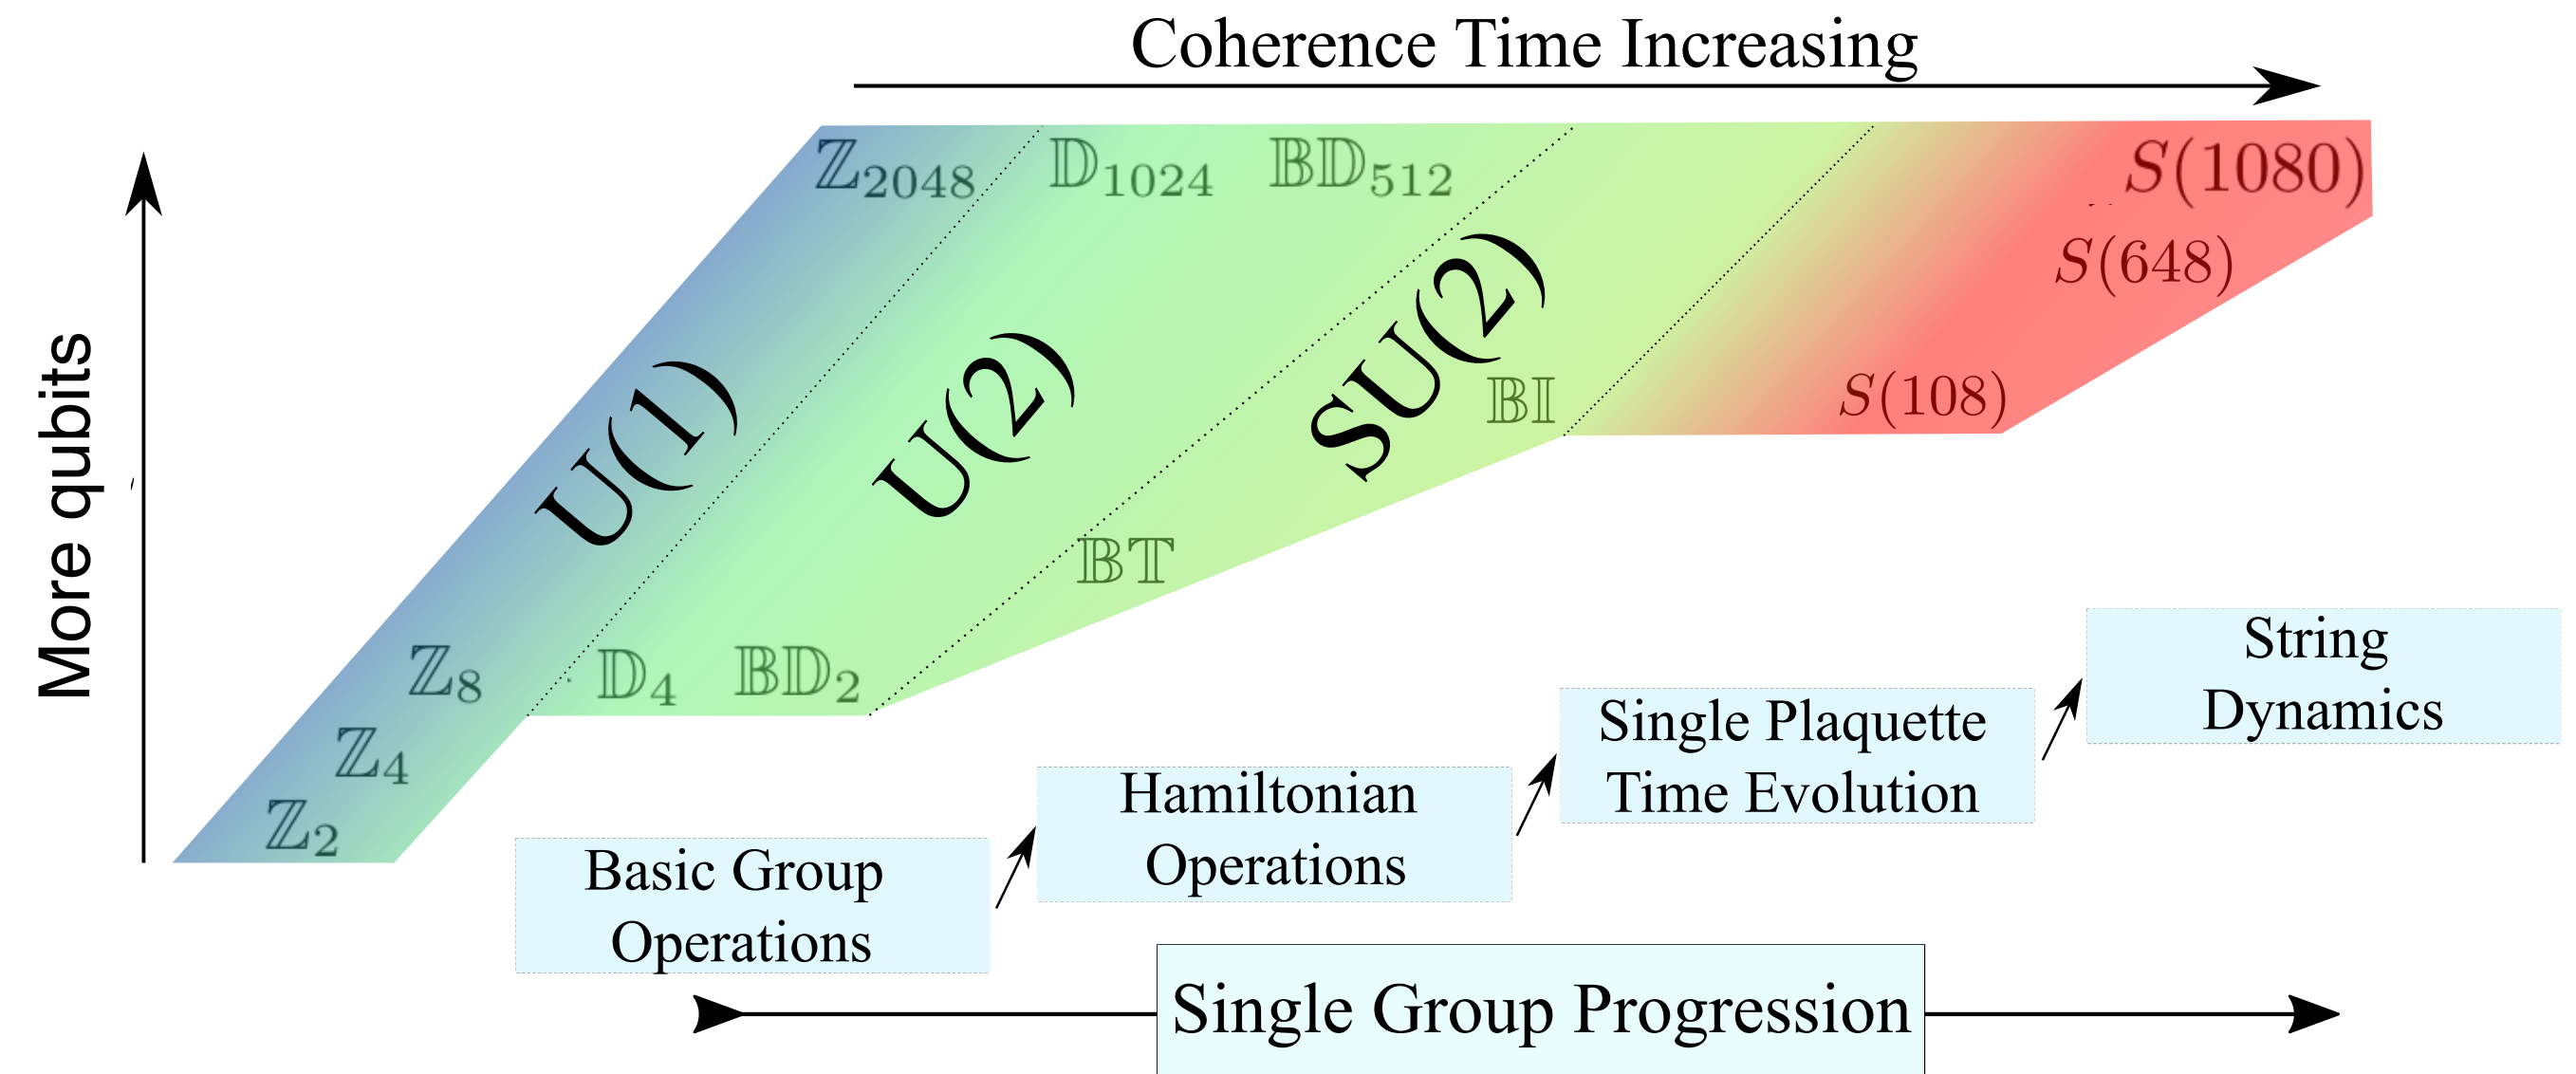 Coherence Time Increasing
More qubits
ℤ₂₀₄₈
𝔻₁₀₂₄
𝔹𝔻₅₁₂
S(1080)
S(648)
S(108)
U(1)
U(2)
SU(2)
𝔹𝕀
𝔹𝕋
ℤ₈
𝔻₄
𝔹𝔻₂
ℤ₄
ℤ₂
Basic Group
Operations
Hamiltonian
Operations
Single Plaquette
Time Evolution
String
Dynamics
Single Group Progression